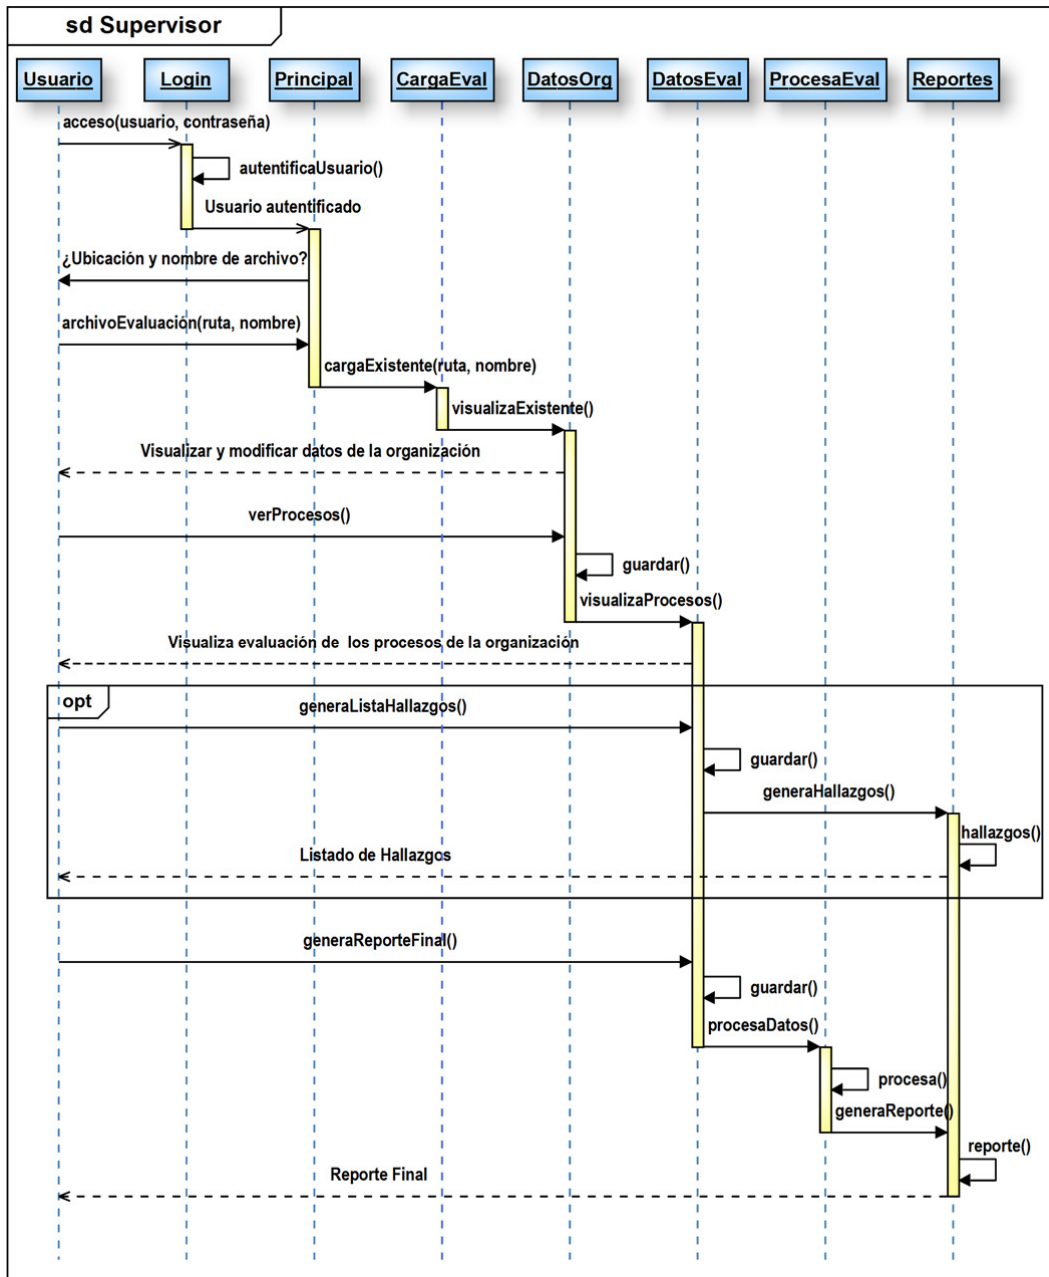 sd Supervisor
Usuario
Login
Principal
CargaEval
DatosOrg
DatosEval
ProcesaEval
Reportes
acceso(usuario, contraseña)
autentificaUsuario()
Usuario autentificado
¿Ubicación y nombre de archivo?
archivoEvaluación(ruta, nombre)
cargaExistente(ruta, nombre)
visualizaExistente()
Visualizar y modificar datos de la organización
verProcesos()
guardar()
visualizaProcesos()
Visualiza evaluación de los procesos de la organización
opt
generaListaHallazgos()
guardar()
generaHallazgos()
hallazgos()
Listado de Hallazgos
generaReporteFinal()
guardar()
procesaDatos()
procesa()
generaReporte()
reporte()
Reporte Final